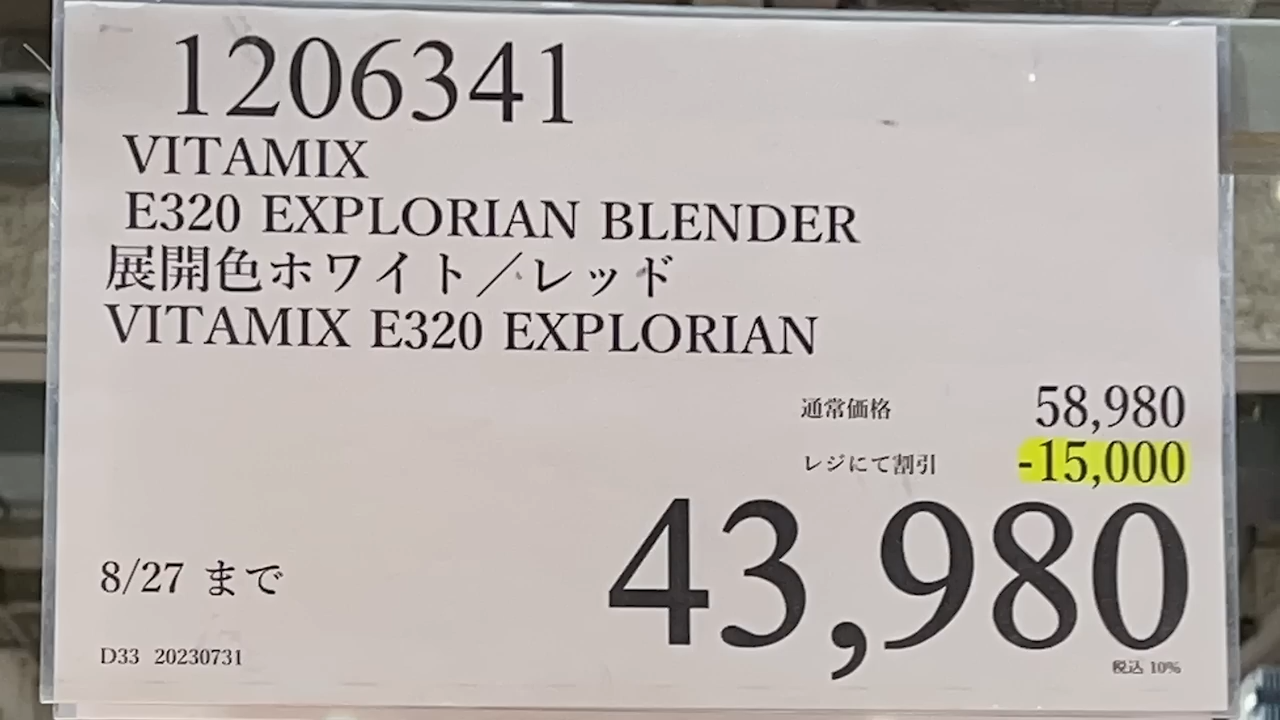 1206341
VITAMIX
E320 EXPLORIAN BLENDER
展開色ホワイト／レッド
VITAMIX E320 EXPLORIAN
通常価格 58,980
レジにて割引 -15,000
43,980
8/27 まで
D33 20230731
税込 10%